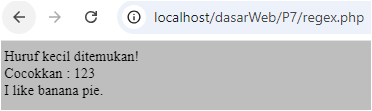 localhost/dasarWeb/P7/regex.php
Huruf kecil ditemukan!
Cocokkan : 123
I like banana pie.